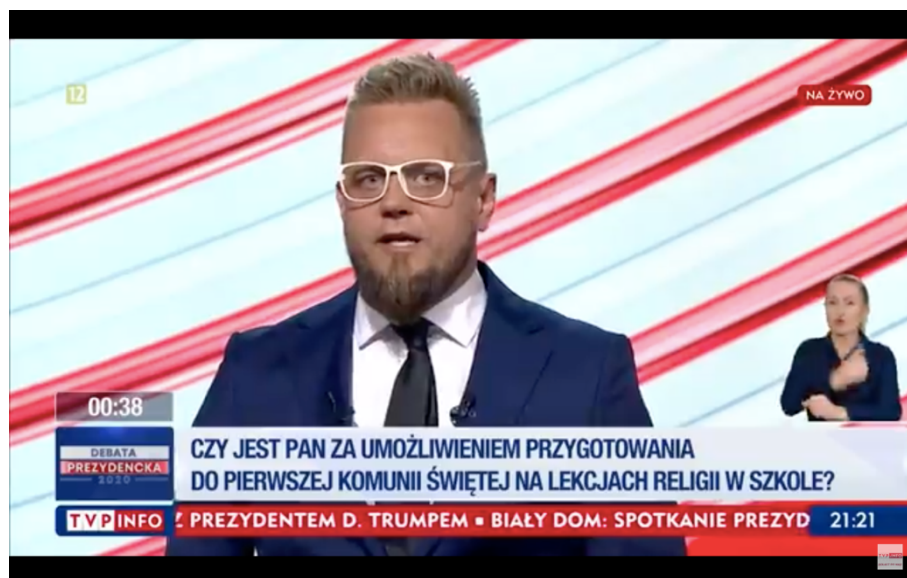 12
NA ŻYWO
00:38
DEBATA
PREZYDENCKA
2020
CZY JEST PAN ZA UMOŻLIWIENIEM PRZYGOTOWANIA
DO PIERWSZEJ KOMUNII ŚWIĘTEJ NA LEKCJACH RELIGII W SZKOLE?
TVP INFO
Z PREZYDENTEM D. TRUMPEM ▪ BIAŁY DOM: SPOTKANIE PREZYD
21:21